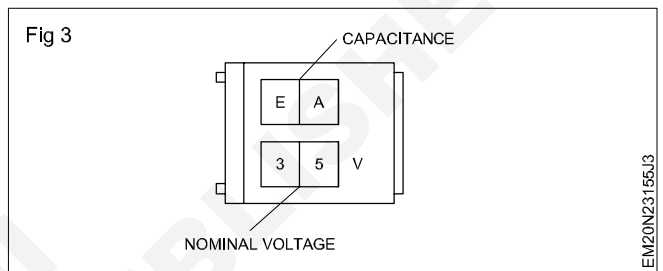 Fig 3
CAPACITANCE
E A
3 5 V
NOMINAL VOLTAGE
EM20N23155J3